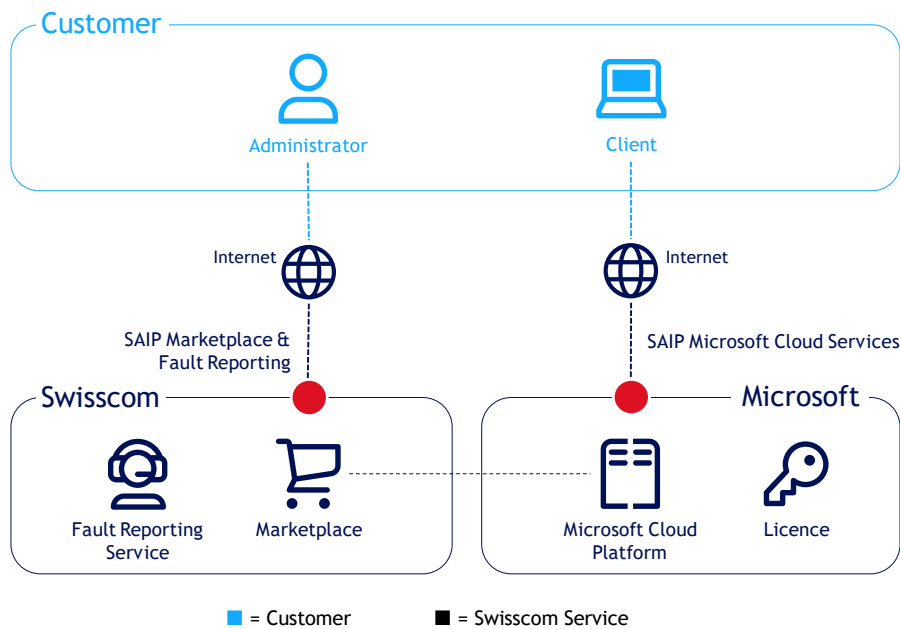 Customer
Administrator
Client
Internet
Internet
SAIP Marketplace &
Fault Reporting
SAIP Microsoft Cloud Services
Swisscom
Microsoft
Fault Reporting
Service
Marketplace
Microsoft Cloud
Platform
Licence
= Customer
= Swisscom Service